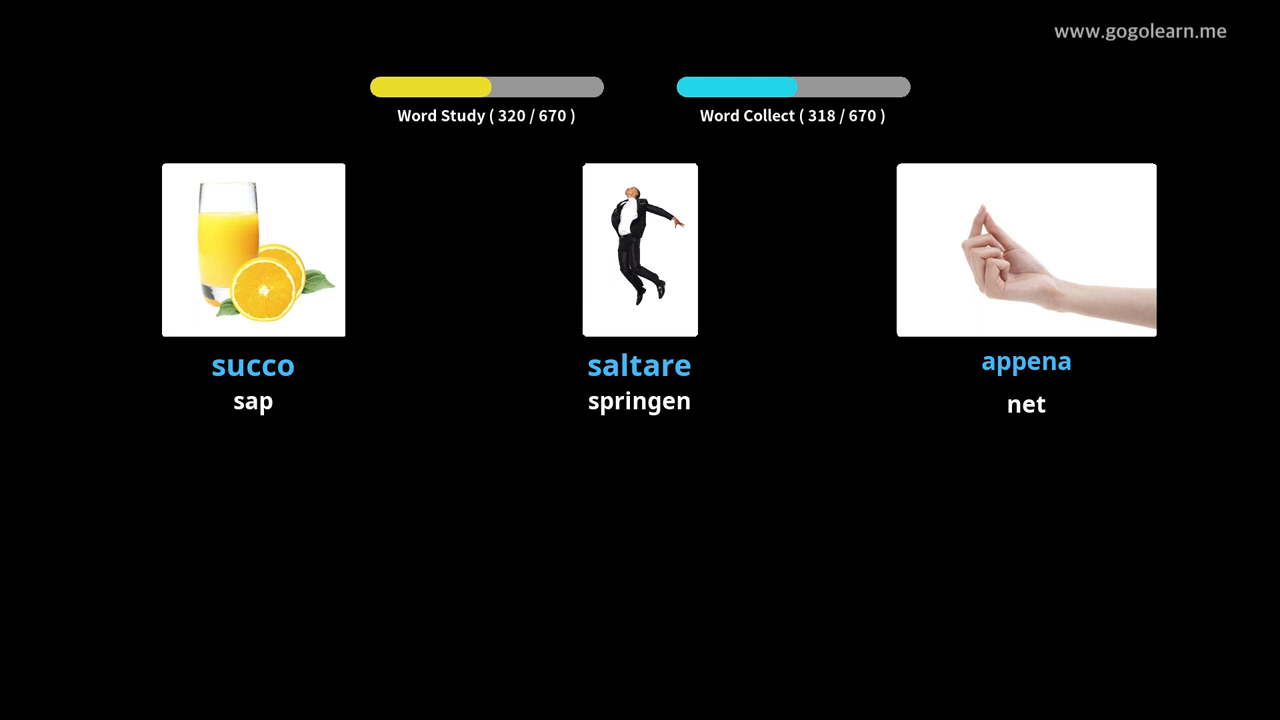 www.gogolearn.me
Word Study ( 320 / 670 )
Word Collect ( 318 / 670 )
succo
sap
saltare
springen
appena
net